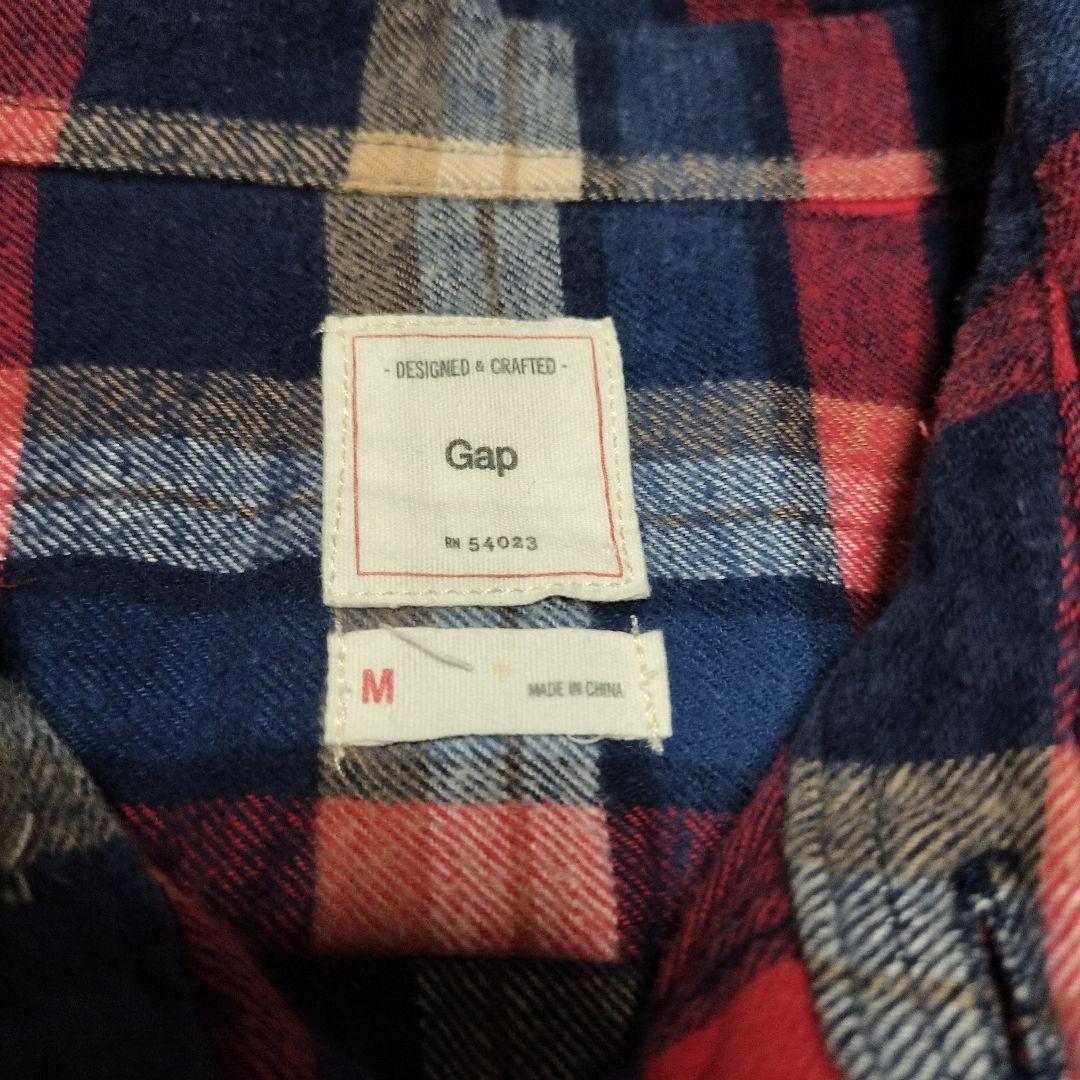 - DESIGNED & CRAFTED -
Gap
RN 54023
M
MADE IN CHINA